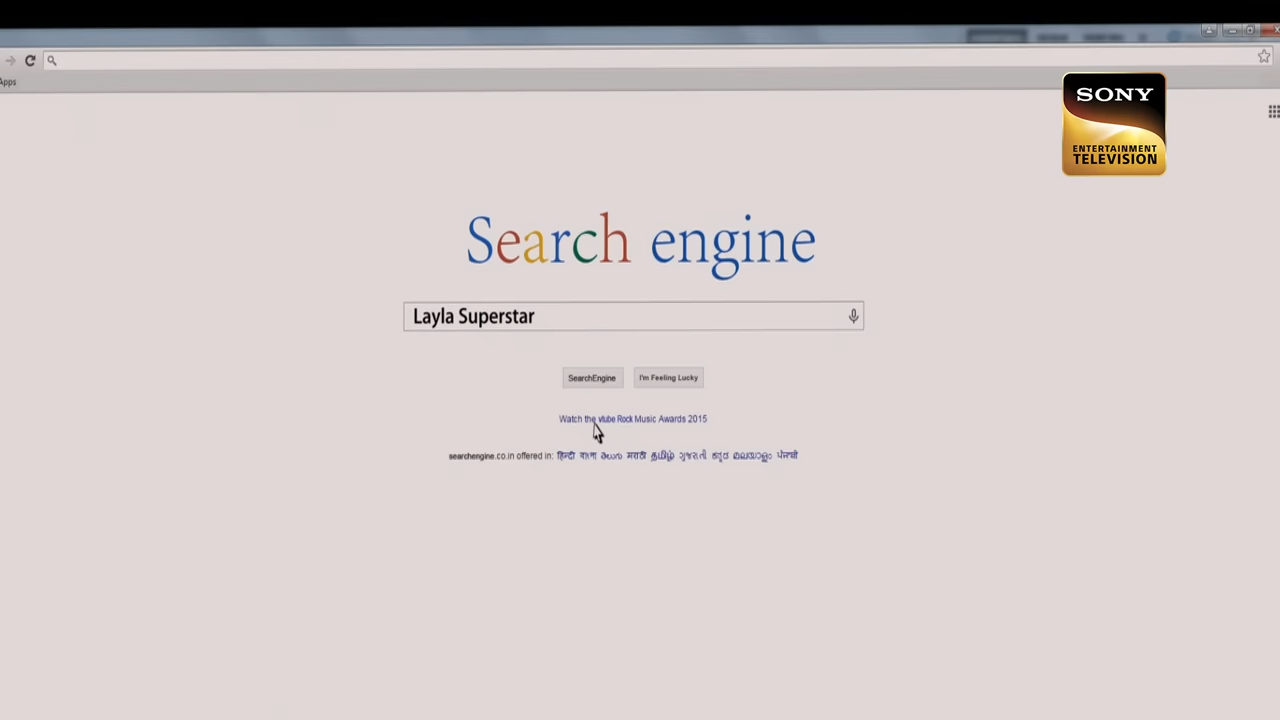 Apps
SONY
ENTERTAINMENT
TELEVISION
Search engine
Layla Superstar
SearchEngine
I'm Feeling Lucky
Watch the vtube Rock Music Awards 2015
searchengine.co.in offered in: हिन्दी বাংলা తెలుగు मराठी தமிழ் ગુજરાતી ಕನ್ನಡ മലയാളം ਪੰਜਾਬੀ